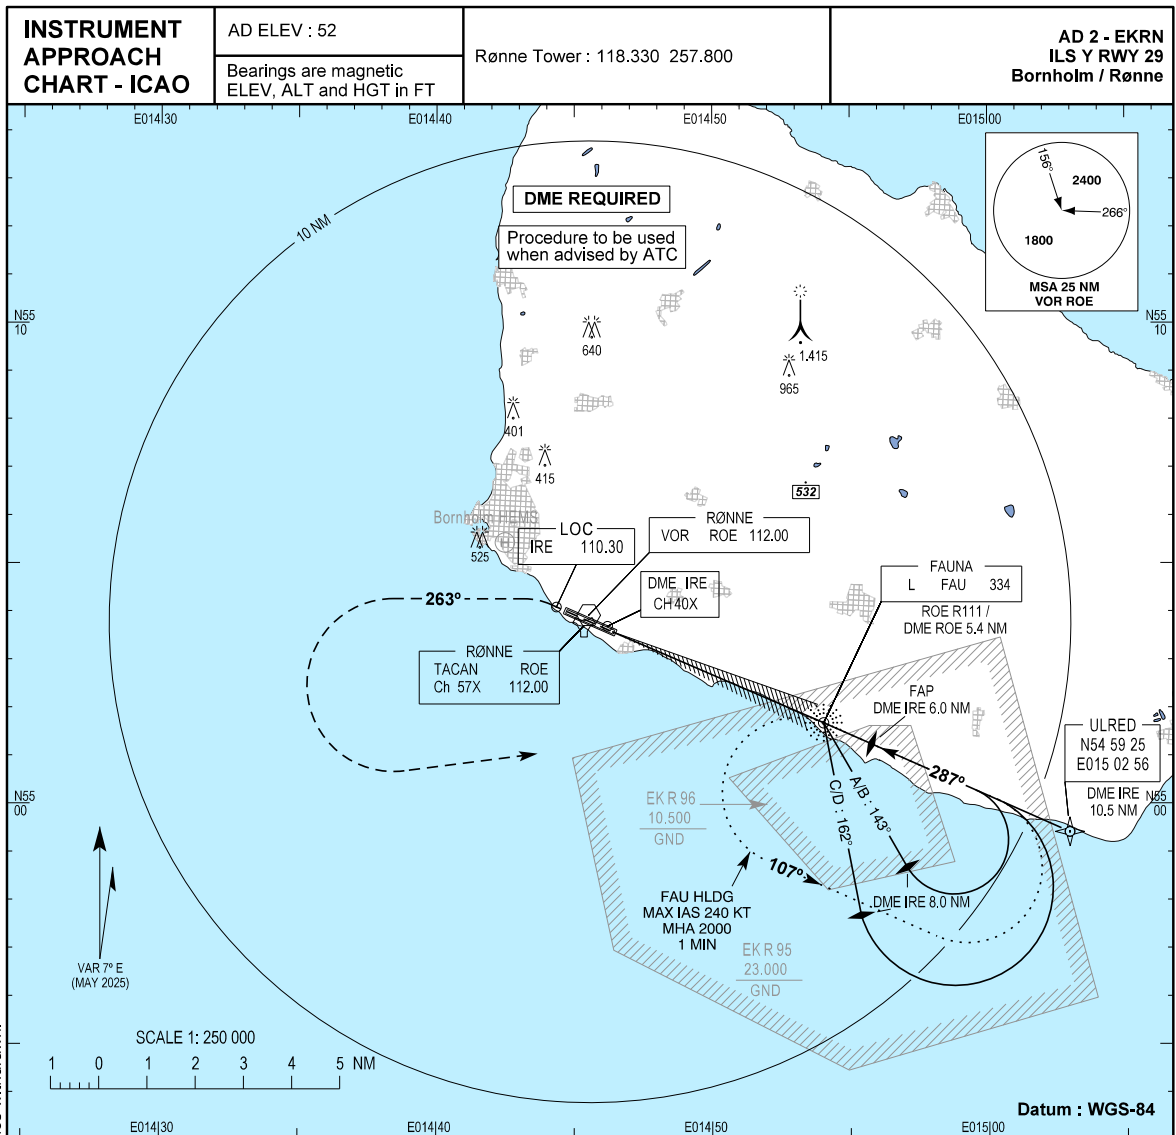 INSTRUMENT
APPROACH
CHART - ICAO
AD ELEV : 52
Bearings are magnetic
ELEV, ALT and HGT in FT
Rønne Tower : 118.330 257.800
AD 2 - EKRN
ILS Y RWY 29
Bornholm / Rønne
E014 30
E014 40
E014 50
E015 00
156°
2400
266°
1800
MSA 25 NM
VOR ROE
10 NM
DME REQUIRED
Procedure to be used
when advised by ATC
N55
10
N55
10
640
1.415
965
401
415
532
Bornholm HEMS
525
LOC
IRE 110.30
RØNNE
VOR ROE 112.00
DME IRE
CH 40X
FAUNA
L FAU 334
ROE R111 /
DME ROE 5.4 NM
263°
RØNNE
TACAN ROE
Ch 57X 112.00
FAP
DME IRE 6.0 NM
ULRED
N54 59 25
E015 02 56
DME IRE
10.5 NM
287°
N55
00
N55
00
EK R 96
10.500
GND
C/D : 162°
A/B : 143°
107°
DME IRE 8.0 NM
FAU HLDG
MAX IAS 240 KT
MHA 2000
1 MIN
EK R 95
23.000
GND
VAR 7° E
(MAY 2025)
SCALE 1: 250 000
1 0 1 2 3 4 5 NM
Datum : WGS-84
E014 30
E014 40
E014 50
E015 00